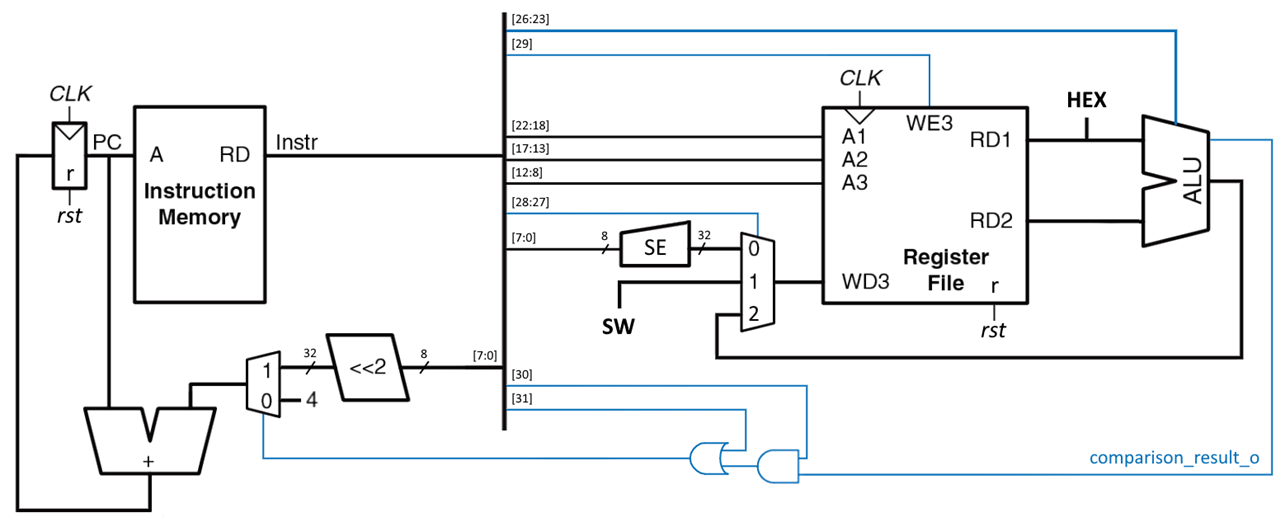 [26:23]
[29]
CLK
CLK
HEX
PC
A
RD
Instr
[22:18]
A1
WE3
RD1
[17:13]
A2
[12:8]
A3
ALU
r
Instruction
Memory
rst
[28:27]
[7:0]
8
SE
32
0
RD2
Register
File
1
WD3
r
SW
2
rst
32
8
[7:0]
1
<<2
0
4
[30]
[31]
+
comparison_result_o